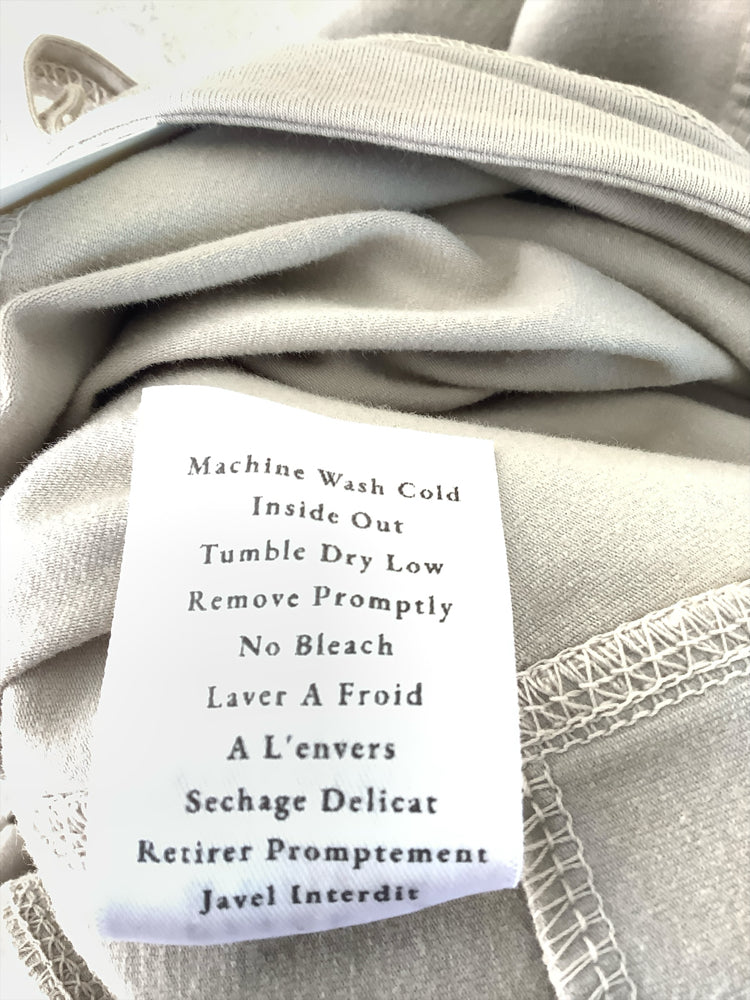 Machine Wash Cold
Inside Out
Tumble Dry Low
Remove Promptly
No Bleach
Laver A Froid
A L'envers
Sechage Delicat
Retirer Promptement
Javel Interdit